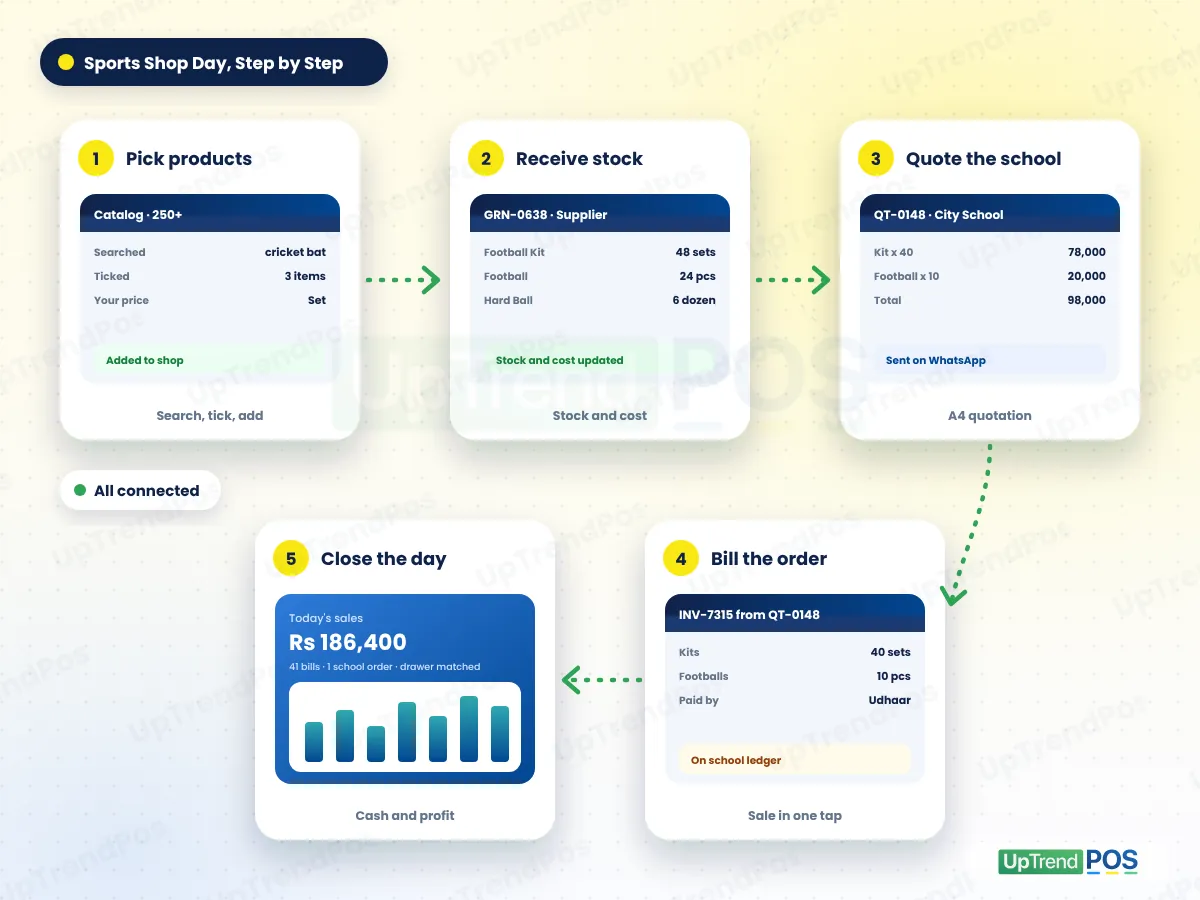 Sports Shop Day, Step by Step
1 Pick products
Catalog · 250+
Searched cricket bat
Ticked 3 items
Your price Set
Added to shop
Search, tick, add
2 Receive stock
GRN-0638 · Supplier
Football Kit 48 sets
Football 24 pcs
Hard Ball 6 dozen
Stock and cost updated
Stock and cost
3 Quote the school
QT-0148 · City School
Kit x 40 78,000
Football x 10 20,000
Total 98,000
Sent on WhatsApp
A4 quotation
All connected
4 Bill the order
INV-7315 from QT-0148
Kits 40 sets
Footballs 10 pcs
Paid by Udhaar
On school ledger
Sale in one tap
5 Close the day
Today's sales
Rs 186,400
41 bills · 1 school order · drawer matched
Cash and profit
UpTrend POS
UpTrendPOS